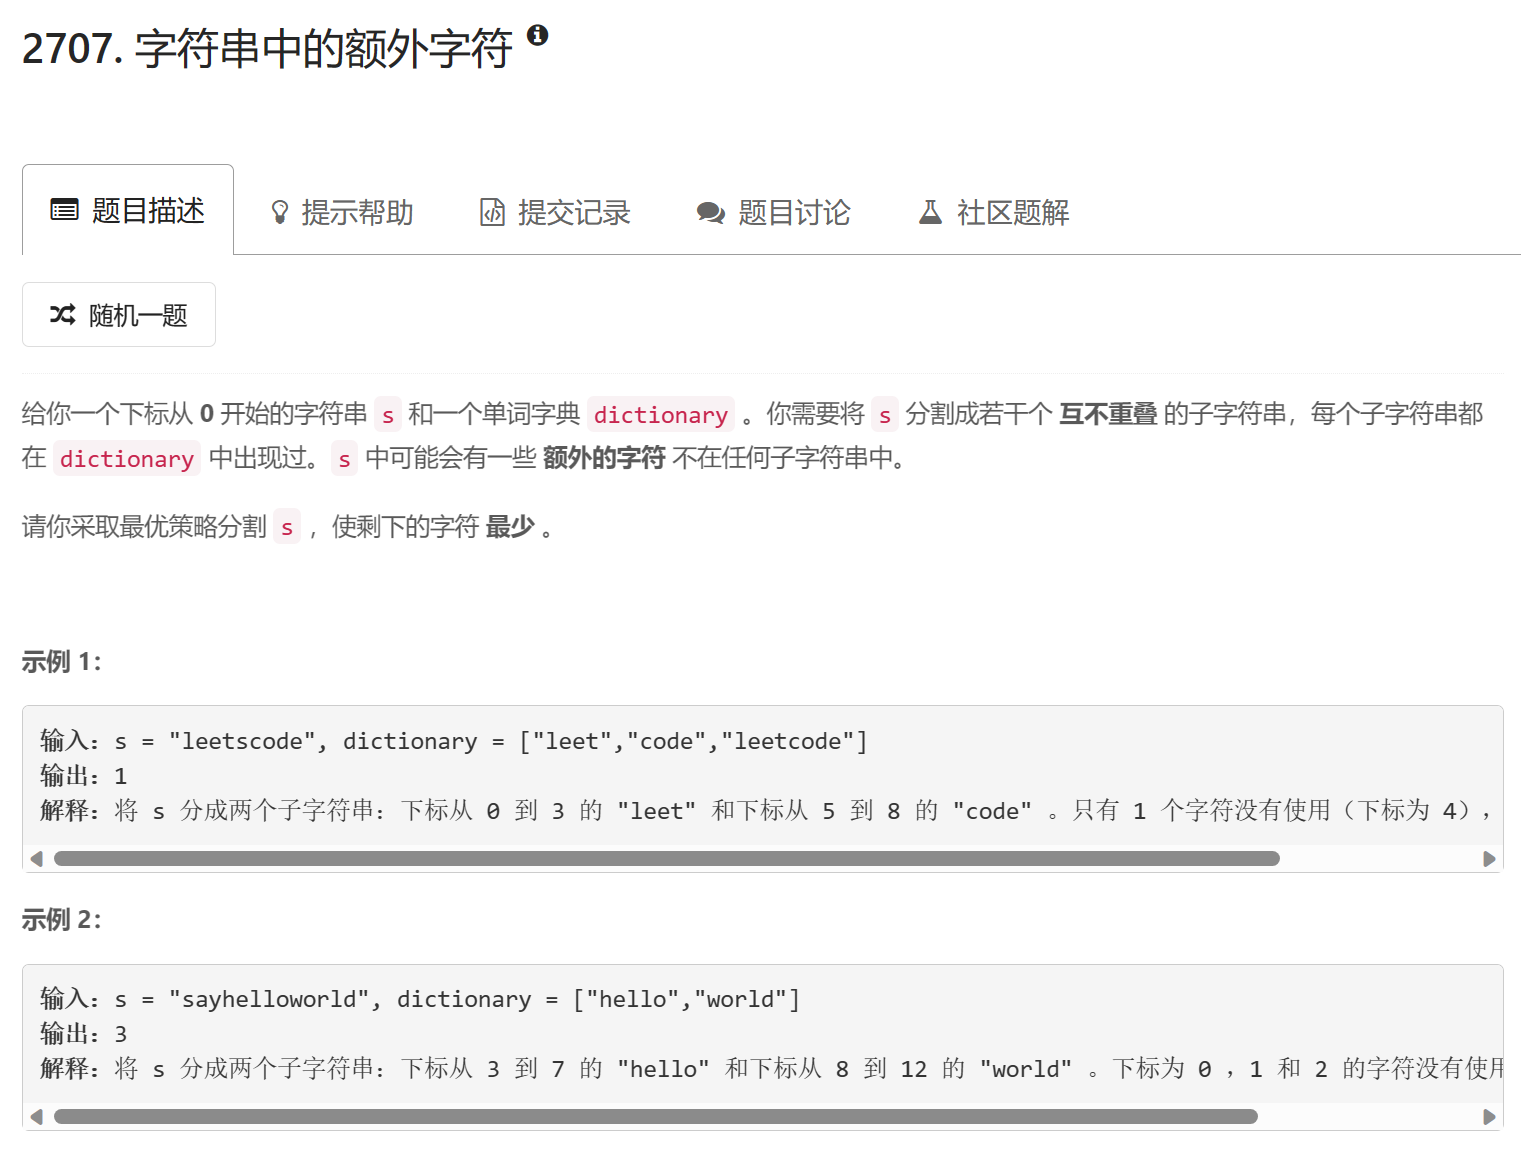 2707. 字符串中的额外字符
题目描述 提示帮助 提交记录 题目讨论 社区题解
随机一题
给你一个下标从 0 开始的字符串 s 和一个单词字典 dictionary 。你需要将 s 分割成若干个 互不重叠 的子字符串，每个子字符串都
在 dictionary 中出现过。s 中可能会有一些 额外的字符 不在任何子字符串中。
请你采取最优策略分割 s ，使剩下的字符 最少 。
示例 1：
输入：s = "leetscode", dictionary = ["leet","code","leetcode"]
输出：1
解释：将 s 分成两个子字符串：下标从 0 到 3 的 "leet" 和下标从 5 到 8 的 "code" 。只有 1 个字符没有使用（下标为 4），
示例 2：
输入：s = "sayhelloworld", dictionary = ["hello","world"]
输出：3
解释：将 s 分成两个子字符串：下标从 3 到 7 的 "hello" 和下标从 8 到 12 的 "world" 。下标为 0 ，1 和 2 的字符没有使用